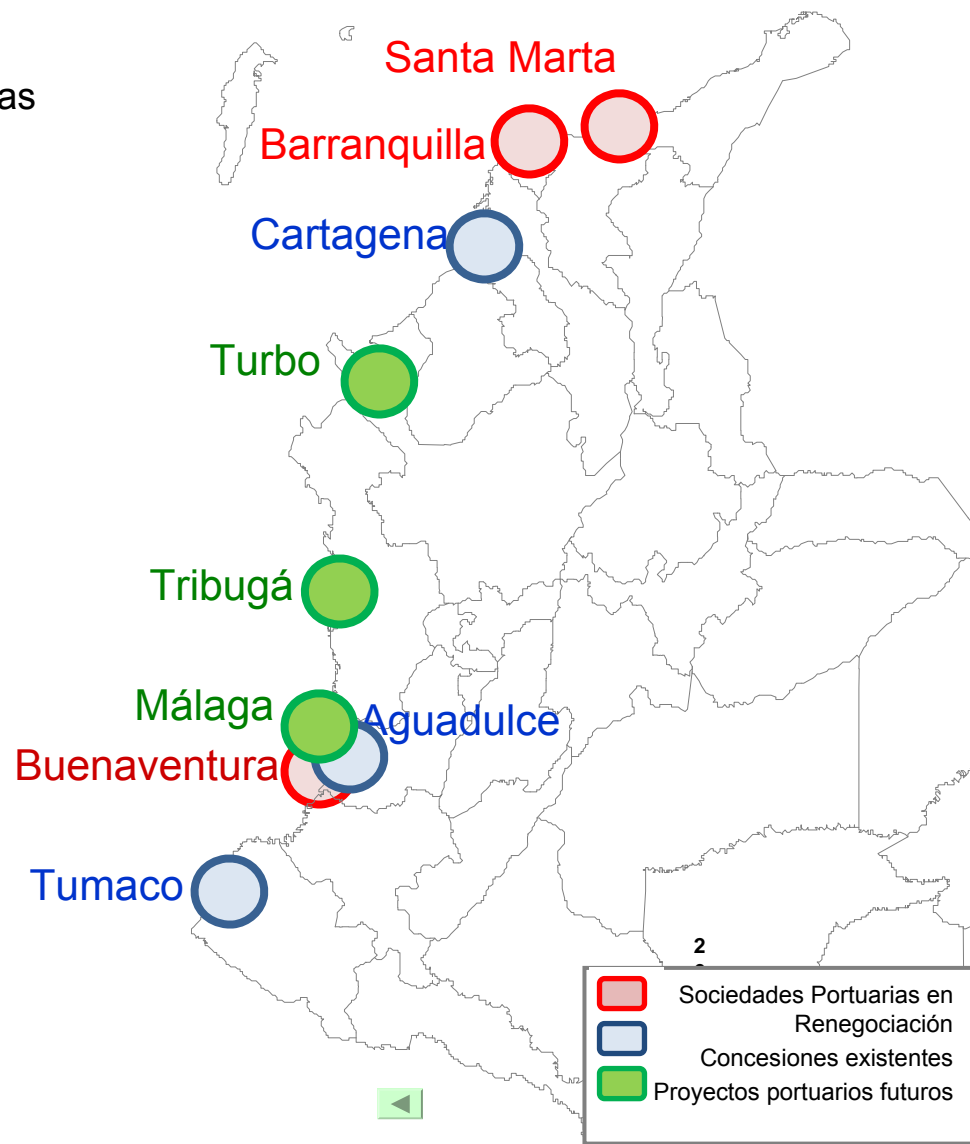 Santa Marta
as
Barranquilla
Cartagena
Turbo
Tribugá
Málaga
Aguadulce
Buenaventura
Tumaco
2
Sociedades Portuarias en
Renegociación
Concesiones existentes
Proyectos portuarios futuros